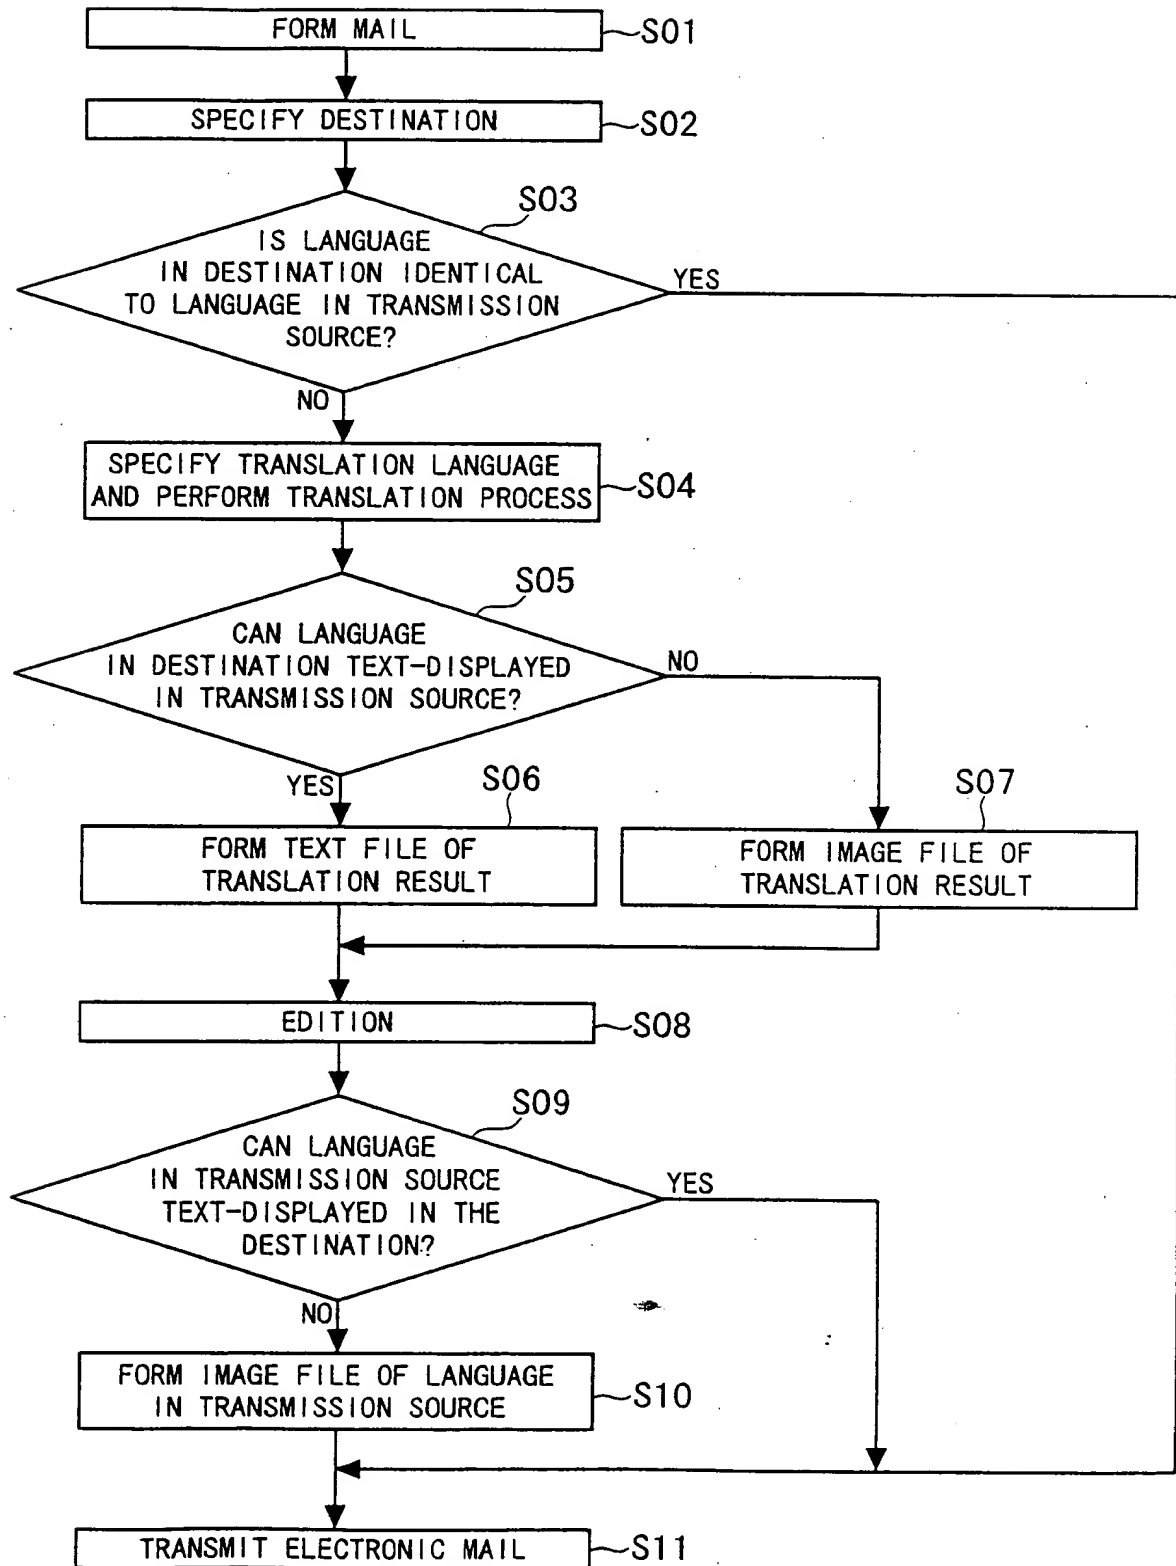 FORM MAIL
S01
SPECIFY DESTINATION
S02
S03
IS LANGUAGE
IN DESTINATION IDENTICAL
TO LANGUAGE IN TRANSMISSION
SOURCE?
YES
NO
SPECIFY TRANSLATION LANGUAGE
AND PERFORM TRANSLATION PROCESS
S04
S05
CAN LANGUAGE
IN DESTINATION TEXT-DISPLAYED
IN TRANSMISSION SOURCE?
NO
YES
S06
S07
FORM TEXT FILE OF
TRANSLATION RESULT
FORM IMAGE FILE OF
TRANSLATION RESULT
EDITION
S08
S09
CAN LANGUAGE
IN TRANSMISSION SOURCE
TEXT-DISPLAYED IN THE
DESTINATION?
YES
NO
FORM IMAGE FILE OF LANGUAGE
IN TRANSMISSION SOURCE
S10
TRANSMIT ELECTRONIC MAIL
S11